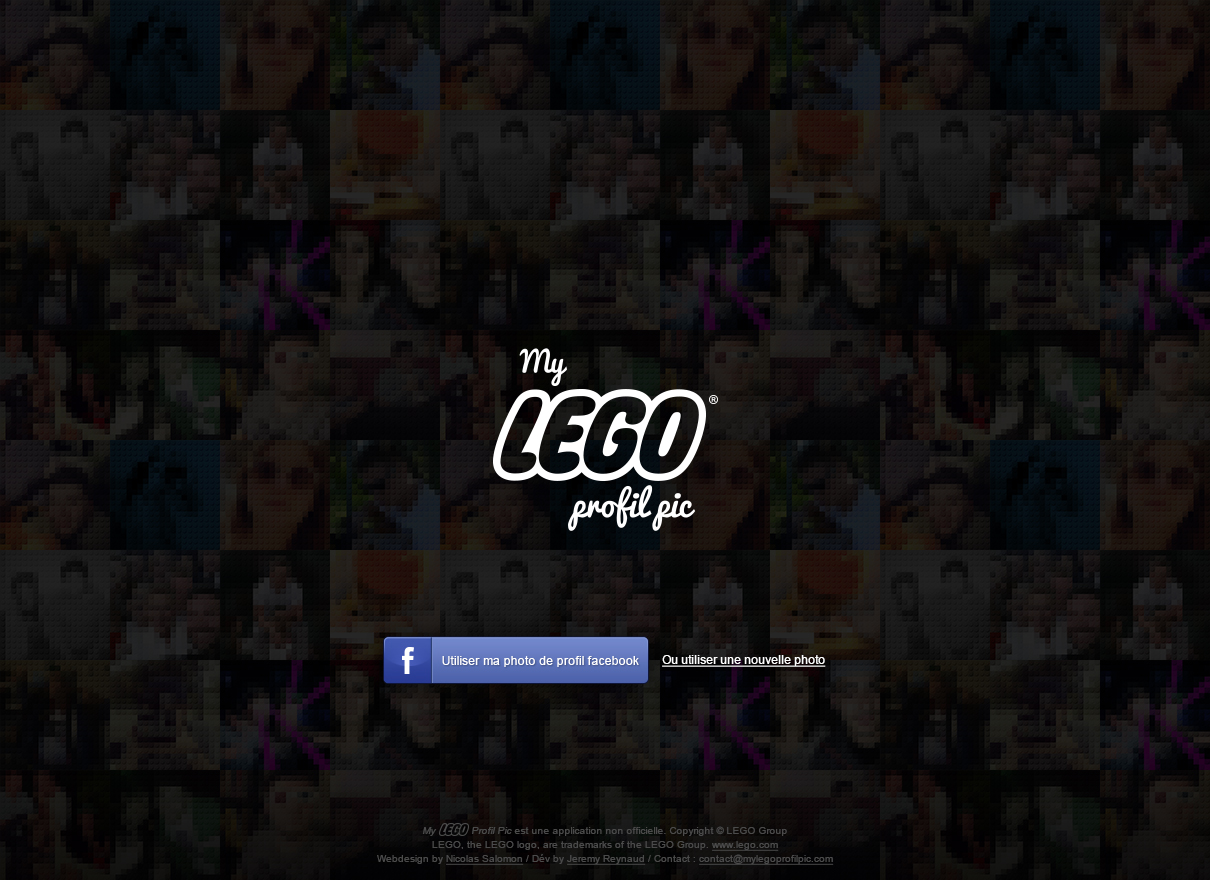 My
LEGO®
profil pic
f Utiliser ma photo de profil facebook
Ou utiliser une nouvelle photo
My LEGO Profil Pic est une application non officielle. Copyright © LEGO Group
LEGO, the LEGO logo, are trademarks of the LEGO Group. www.lego.com
Webdesign by Nicolas Salomon / Dév by Jeremy Reynaud / Contact : contact@mylegoprofilpic.com